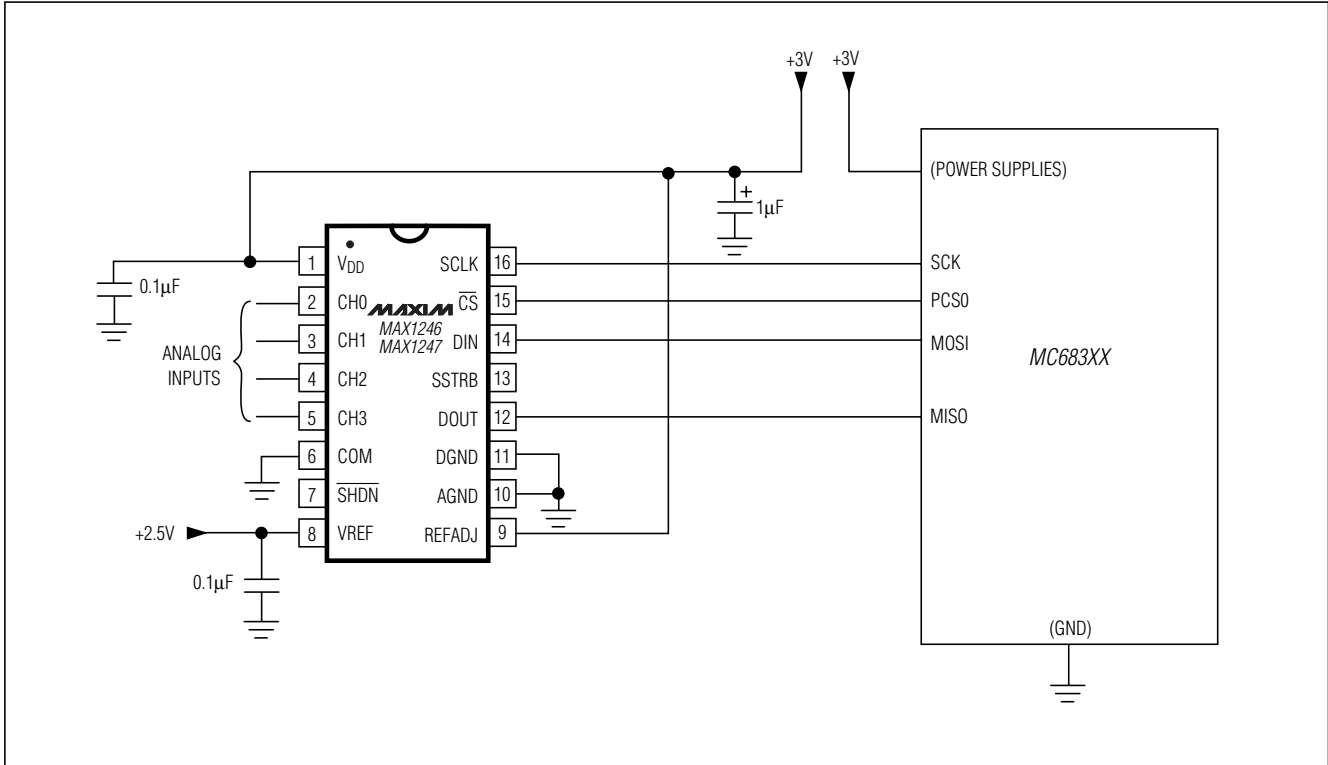 +3V +3V
(POWER SUPPLIES)
+
1μF
0.1μF
1 VDD SCLK 16 SCK
2 CH0 MAXIM CS 15 PCS0
MAX1246
MAX1247
3 CH1 DIN 14 MOSI
MC683XX
ANALOG
INPUTS
4 CH2 SSTRB 13
5 CH3 DOUT 12 MISO
6 COM DGND 11
7 SHDN AGND 10
+2.5V 8 VREF REFADJ 9
0.1μF
(GND)